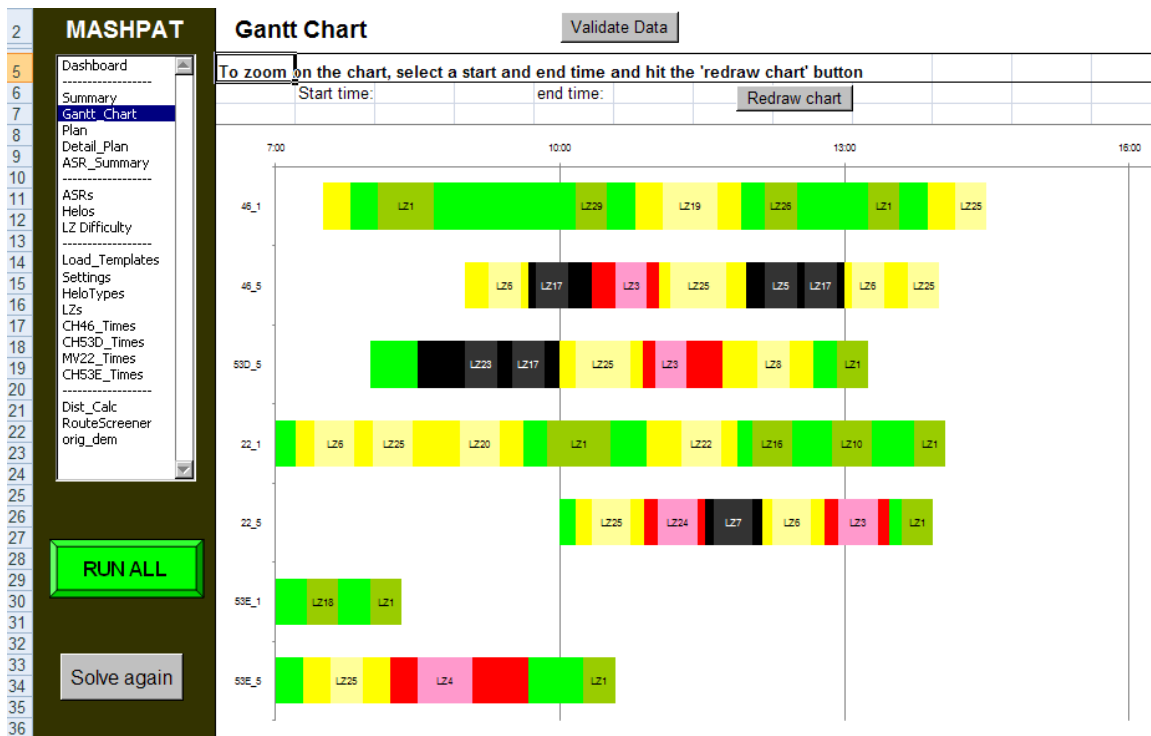 2
MASHPAT
Gantt Chart
Validate Data
5
Dashboard
------------------
Summary
Gantt_Chart
Plan
Detail_Plan
ASR_Summary
------------------
ASRs
Helos
LZ Difficulty
------------------
Load_Templates
Settings
HeloTypes
LZs
CH46_Times
CH53D_Times
MV22_Times
CH53E_Times
------------------
Dist_Calc
RouteScreener
orig_dem
RUN ALL
Solve again
To zoom on the chart, select a start and end time and hit the 'redraw chart' button
6
Start time: end time:
Redraw chart
7
8
9
10
11
12
13
14
15
16
17
18
19
20
21
22
23
24
25
26
27
28
29
30
31
32
33
34
35
36
7:00 10:00 13:00 16:00
46_1 LZ1 LZ29 LZ19 LZ26 LZ1 LZ25
46_5 LZ6 LZ17 LZ3 LZ25 LZ5 LZ17 LZ6 LZ25
53D_5 LZ23 LZ17 LZ25 LZ3 LZ8 LZ1
22_1 LZ6 LZ25 LZ20 LZ1 LZ22 LZ16 LZ10 LZ1
22_5 LZ25 LZ24 LZ7 LZ6 LZ3 LZ1
53E_1 LZ18 LZ1
53E_5 LZ25 LZ4 LZ1